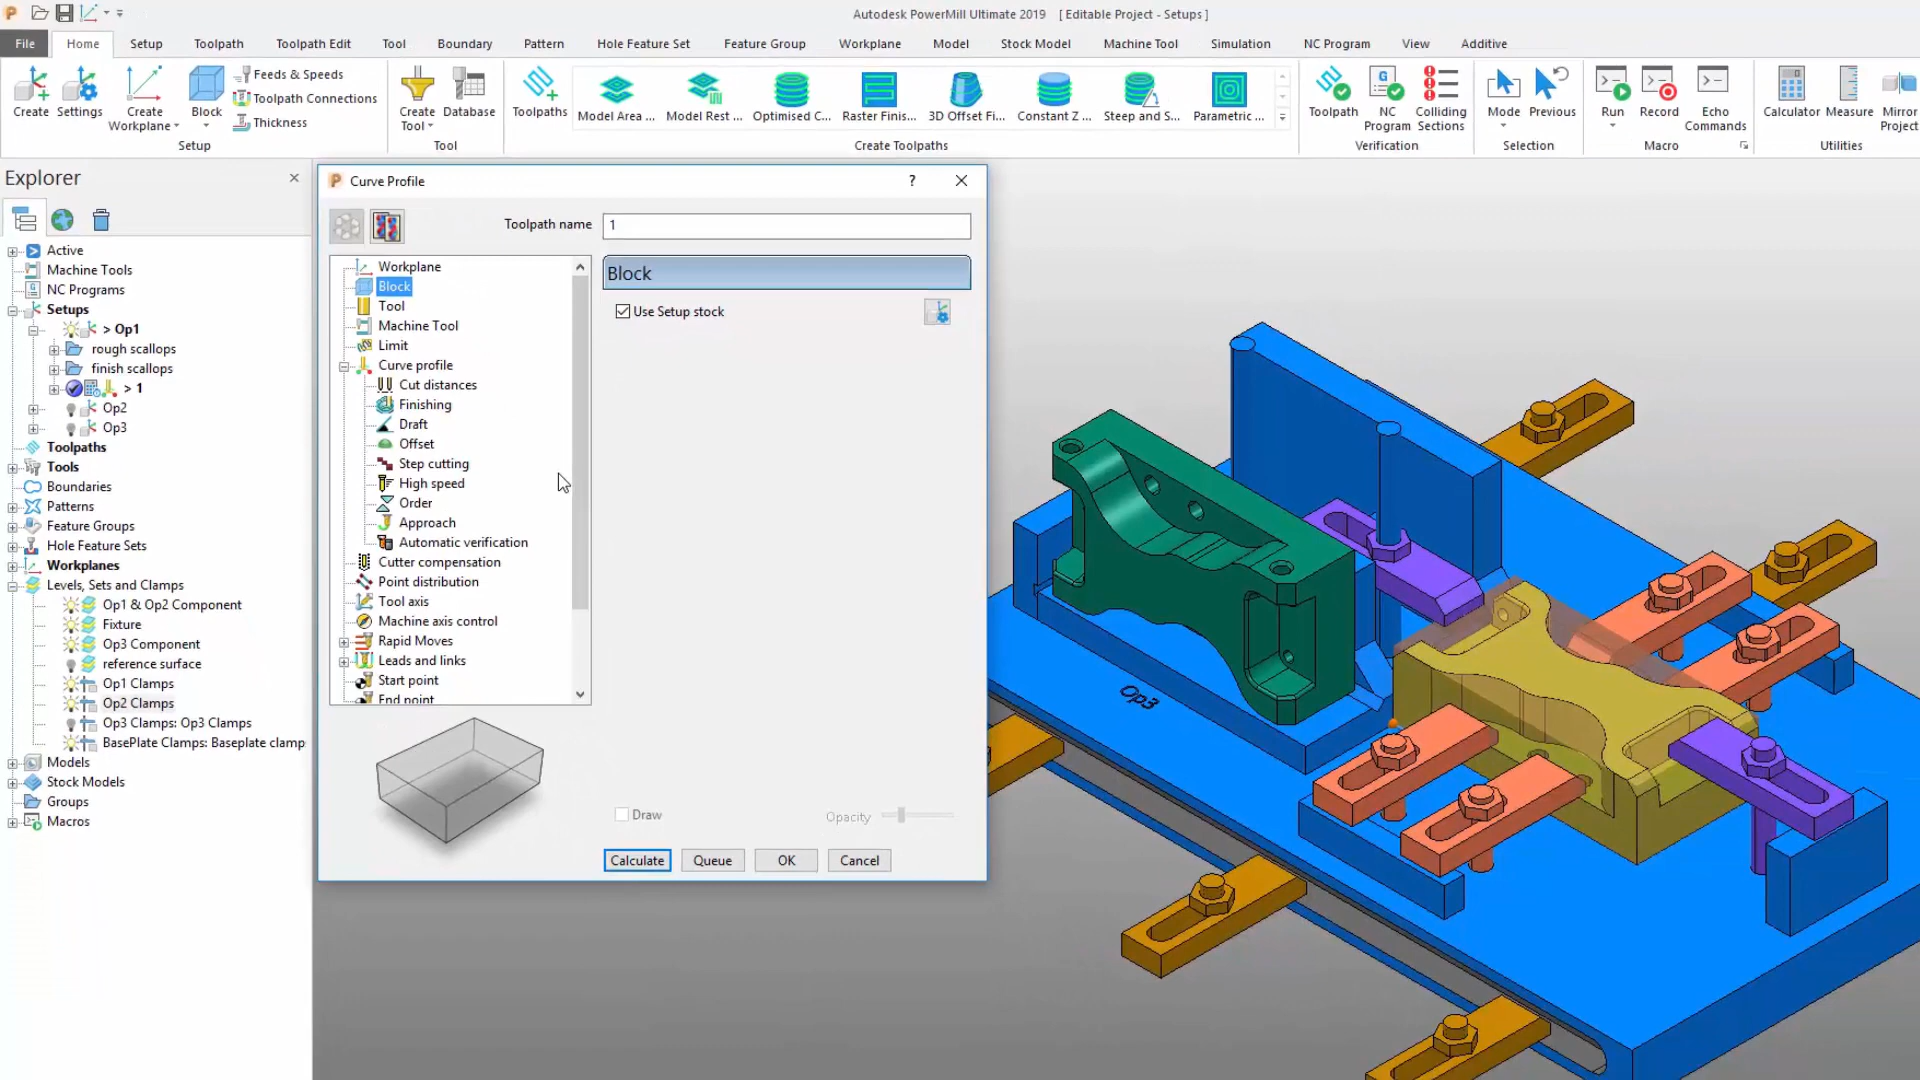 Autodesk PowerMill Ultimate 2019 [ Editable Project - Setups ]
File Home Setup Toolpath Toolpath Edit Tool Boundary Pattern Hole Feature Set Feature Group Workplane Model Stock Model Machine Tool Simulation NC Program View Additive
Create
Settings
Create
Workplane
Block
Feeds & Speeds
Toolpath Connections
Thickness
Setup
Create
Tool
Database
Tool
Toolpaths
Model Area ...
Model Rest ...
Optimised C...
Raster Finis...
3D Offset Fi...
Constant Z ...
Steep and S...
Parametric ...
Create Toolpaths
Toolpath
NC
Program
Colliding
Sections
Verification
Mode
Previous
Selection
Run
Record
Echo
Commands
Macro
Calculator
Measure
Mirror
Project
Utilities
Explorer
Active
Machine Tools
NC Programs
Setups
> Op1
rough scallops
finish scallops
> 1
Op2
Op3
Toolpaths
Tools
Boundaries
Patterns
Feature Groups
Hole Feature Sets
Workplanes
Levels, Sets and Clamps
Op1 & Op2 Component
Fixture
Op3 Component
reference surface
Op1 Clamps
Op2 Clamps
Op3 Clamps: Op3 Clamps
BasePlate Clamps: Baseplate clamp
Models
Stock Models
Groups
Macros
Curve Profile
?
Toolpath name 1
Workplane
Block
Tool
Machine Tool
Limit
Curve profile
Cut distances
Finishing
Draft
Offset
Step cutting
High speed
Order
Approach
Automatic verification
Cutter compensation
Point distribution
Tool axis
Machine axis control
Rapid Moves
Leads and links
Start point
End point
Block
Use Setup stock
Draw
Opacity
Calculate Queue OK Cancel
Op3